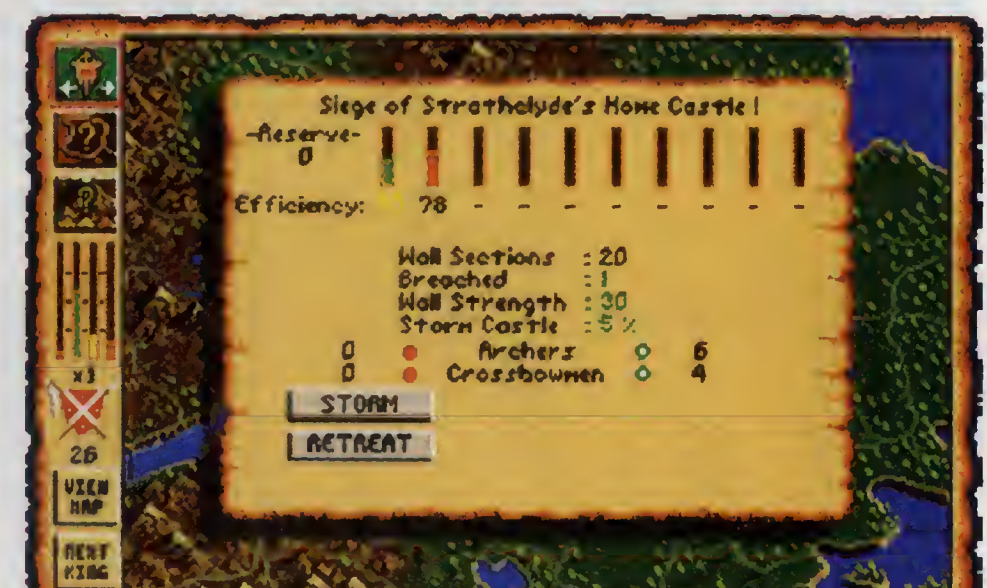 Siege of Strathclyde's Home Castle!
-Reserve-
0
Efficiency: 78 - - - - - - - -
Wall Sections : 20
Breached : 1
Wall Strength : 30
Storm Castle : 5 %
0 Archers 6
0 Crossbowmen 4
STORM
RETREAT
x1
26
VIEW
MAP
NEXT
KING